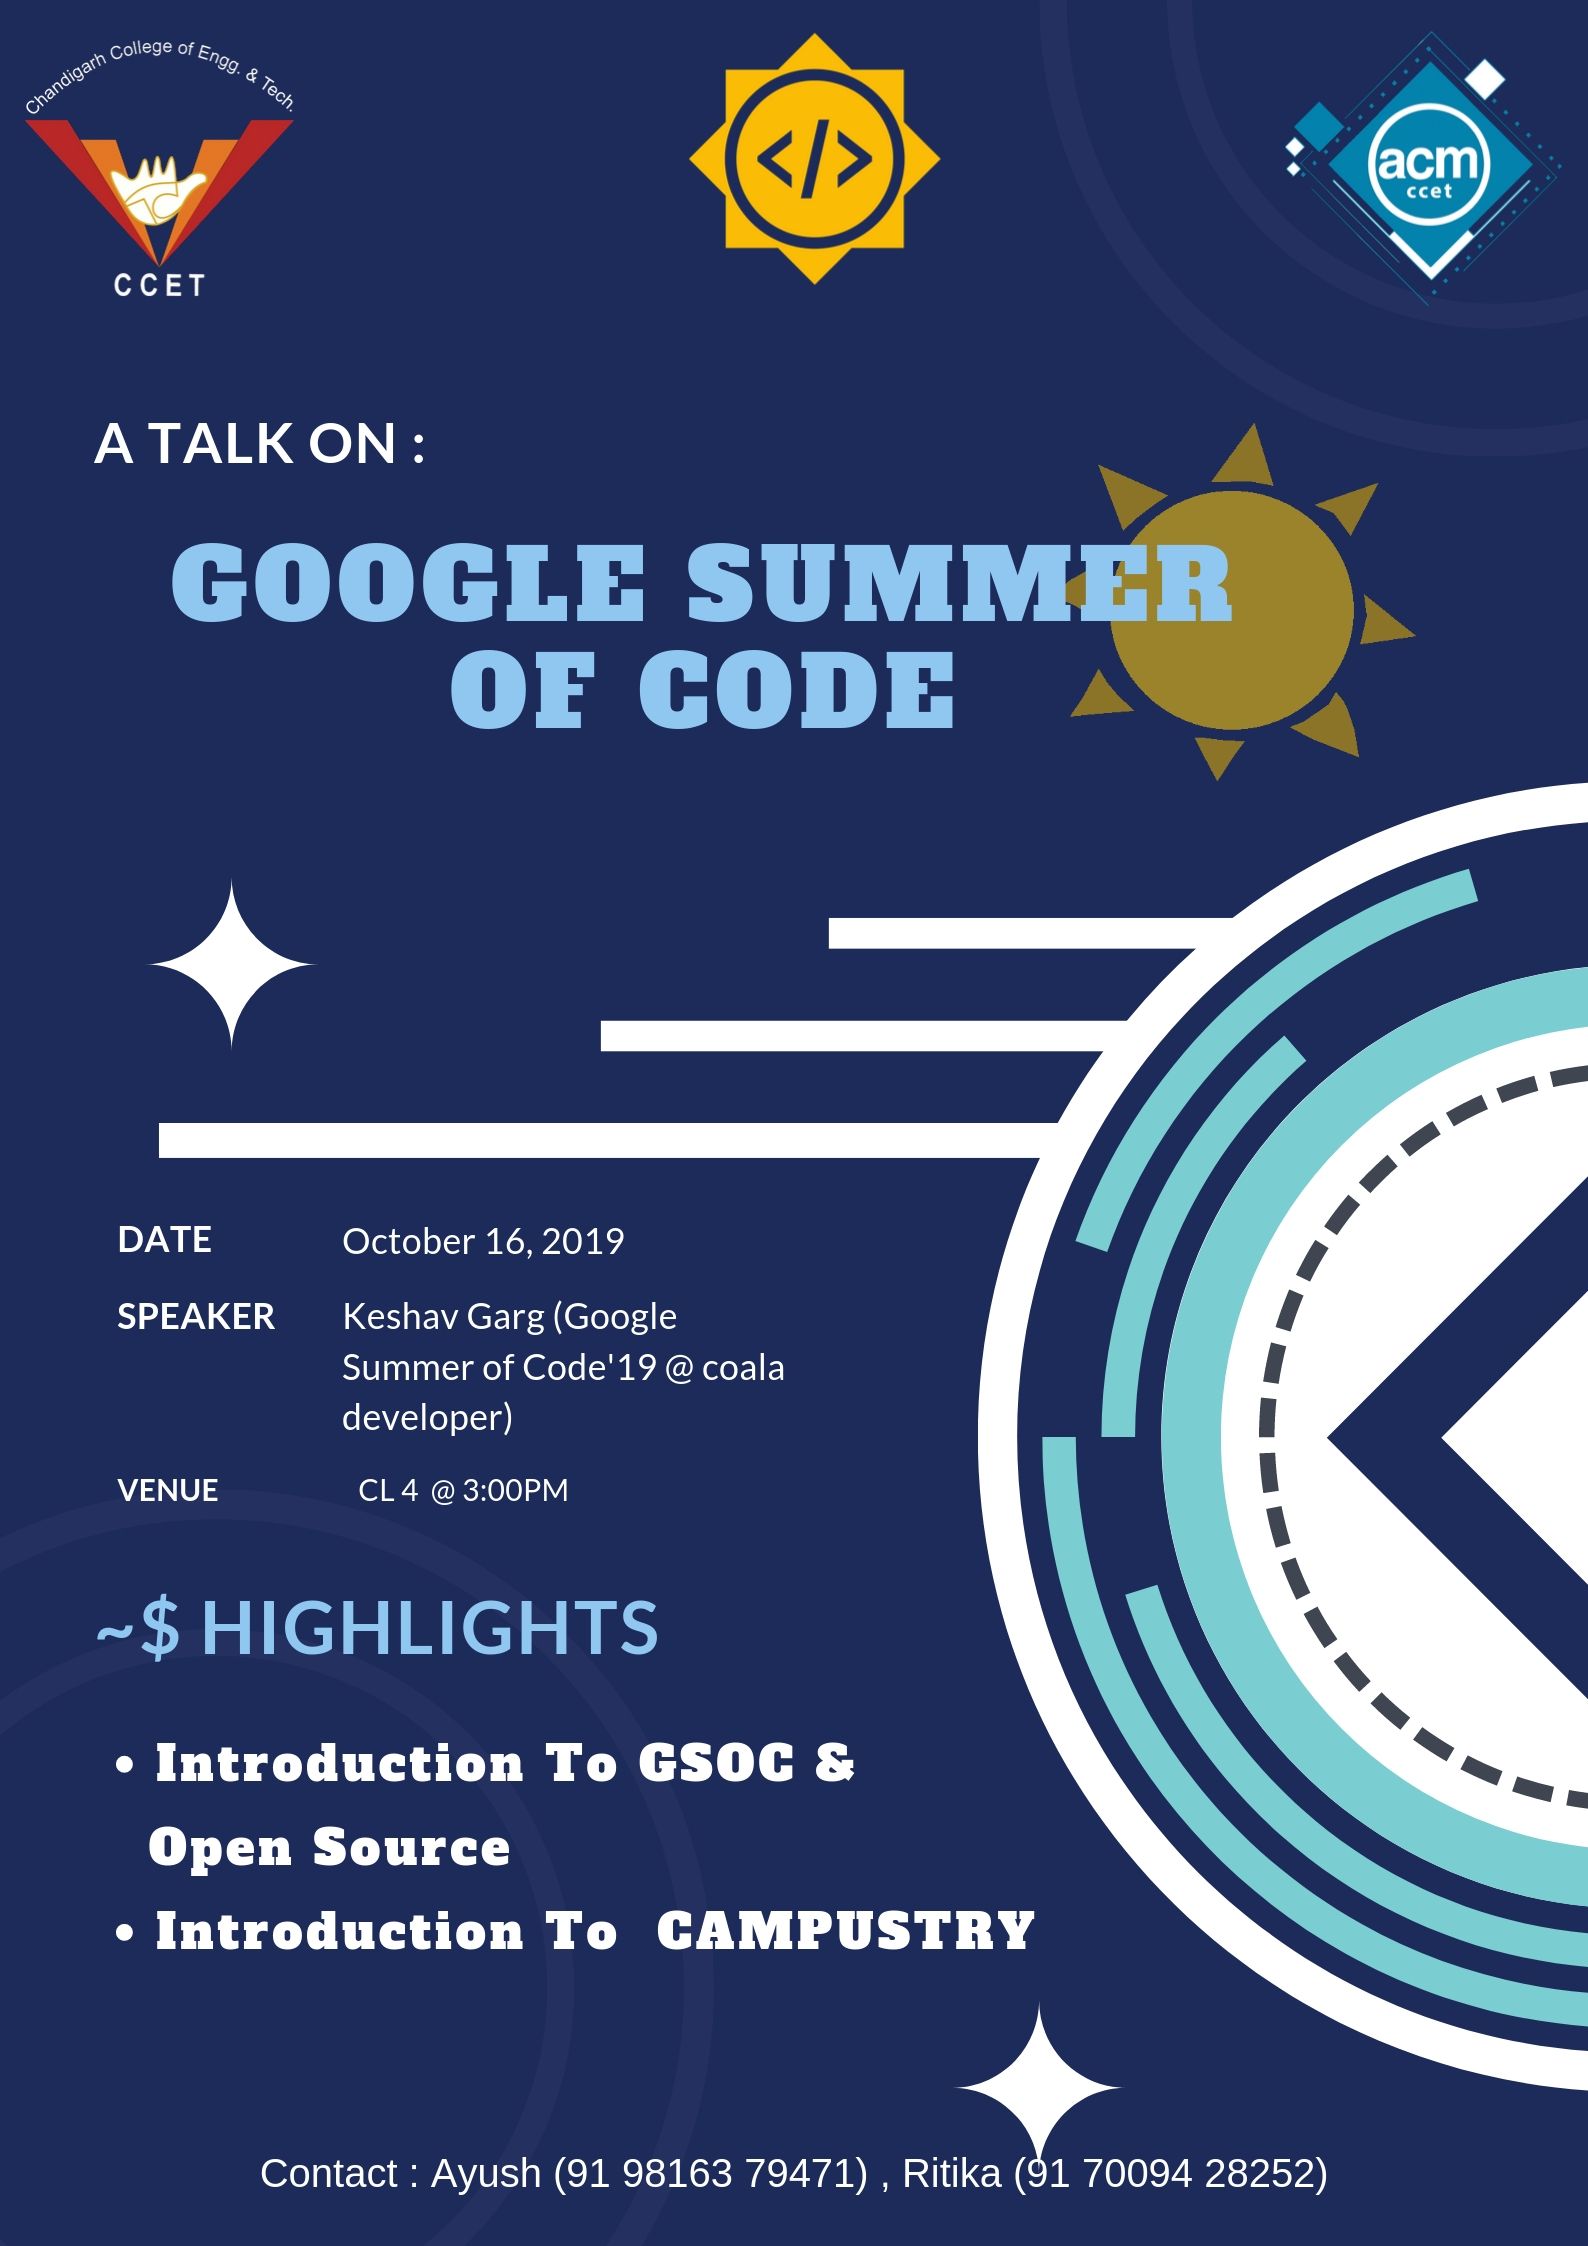 Chandigarh College of Engg. & Tech.
CCET
</>
acm
ccet
A TALK ON :
GOOGLE SUMMER
OF CODE
DATE October 16, 2019
SPEAKER Keshav Garg (Google
Summer of Code'19 @ coala
developer)
VENUE CL 4 @ 3:00PM
~$ HIGHLIGHTS
• Introduction To GSOC &
Open Source
• Introduction To CAMPUSTRY
Contact : Ayush (91 98163 79471) , Ritika (91 70094 28252)